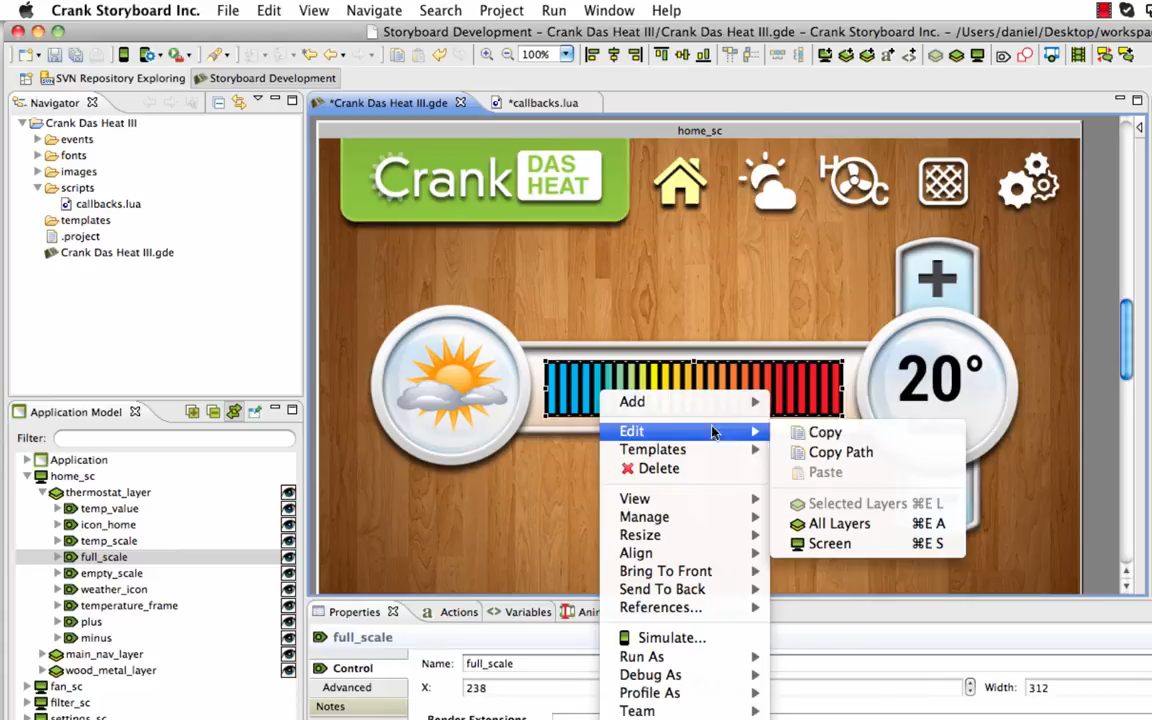 Crank Storyboard Inc. File Edit View Navigate Search Project Run Window Help
Storyboard Development - Crank Das Heat III/Crank Das Heat III.gde - Crank Storyboard Inc. - /Users/daniel/Desktop/workspa
100%
SVN Repository Exploring Storyboard Development
Navigator
*Crank Das Heat III.gde
*callbacks.lua
Crank Das Heat III
events
fonts
images
scripts
callbacks.lua
templates
.project
Crank Das Heat III.gde
home_sc
Crank DAS HEAT
H C
20°
Add
Edit
Templates
Delete
View
Manage
Resize
Align
Bring To Front
Send To Back
References...
Simulate...
Run As
Debug As
Profile As
Team
Copy
Copy Path
Paste
Selected Layers ⌘E L
All Layers ⌘E A
Screen ⌘E S
Application Model
Filter:
Application
home_sc
thermostat_layer
temp_value
icon_home
temp_scale
full_scale
empty_scale
weather_icon
temperature_frame
plus
minus
main_nav_layer
wood_metal_layer
fan_sc
filter_sc
settings_sc
Properties Actions Variables
full_scale
Control
Advanced
Notes
Name: full_scale
X: 238
Width: 312
Render Extensions